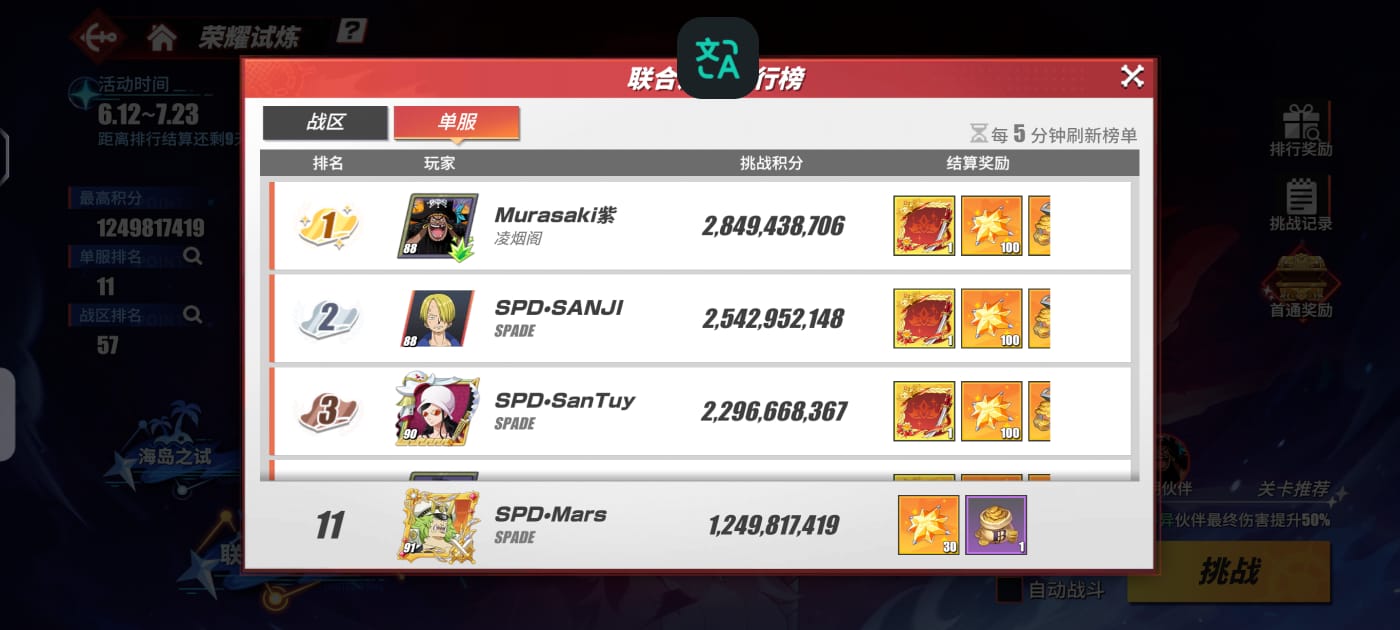 荣耀试炼
?
活动时间
6.12~7.23
距离排行结算还剩9天
最高积分
1249817419
单服排名
11
战区排名
57
海岛之试
联
联合
行榜
文A
战区
单服
每 5 分钟刷新榜单
排名 玩家 挑战积分 结算奖励
1 88 Murasaki紫 2,849,438,706 1 100
凌烟阁
2 88 SPD•SANJI 2,542,952,148 1 100
SPADE
3 90 SPD•SanTuy 2,296,668,367 1 100
SPADE
11 91 SPD•Mars 1,249,817,419 30 1
SPADE
排行奖励
挑战记录
首通奖励
伙伴
关卡推荐
伙伴最终伤害提升50%
挑战
自动战斗